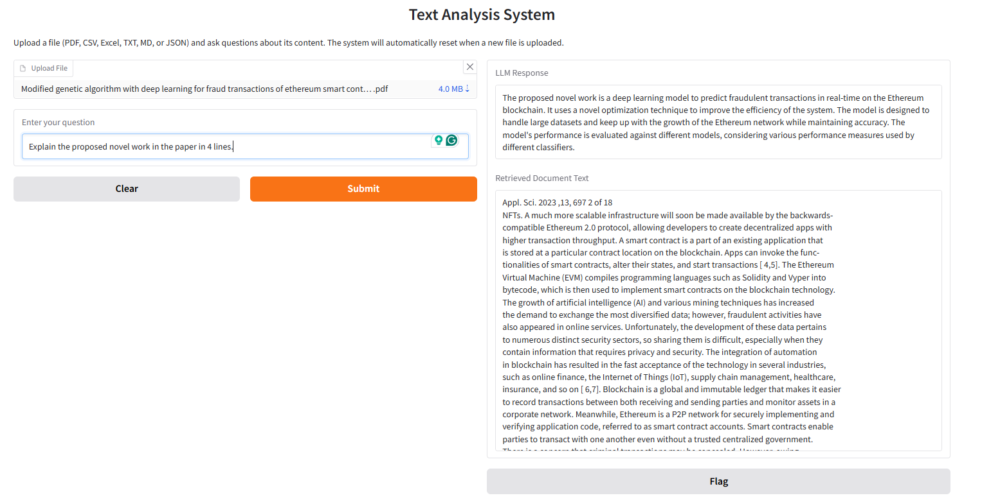 Text Analysis System
Upload a file (PDF, CSV, Excel, TXT, MD, or JSON) and ask questions about its content. The system will automatically reset when a new file is uploaded.
Upload File
Modified genetic algorithm with deep learning for fraud transactions of ethereum smart cont....pdf
4.0 MB ⇣
Enter your question
Explain the proposed novel work in the paper in 4 lines.
Clear
Submit
LLM Response
The proposed novel work is a deep learning model to predict fraudulent transactions in real-time on the Ethereum
blockchain. It uses a novel optimization technique to improve the efficiency of the system. The model is designed to
handle large datasets and keep up with the growth of the Ethereum network while maintaining accuracy. The
model's performance is evaluated against different models, considering various performance measures used by
different classifiers.
Retrieved Document Text
Appl. Sci. 2023 ,13, 697 2 of 18
NFTs. A much more scalable infrastructure will soon be made available by the backwards-
compatible Ethereum 2.0 protocol, allowing developers to create decentralized apps with
higher transaction throughput. A smart contract is a part of an existing application that
is stored at a particular contract location on the blockchain. Apps can invoke the func-
tionalities of smart contracts, alter their states, and start transactions [ 4,5]. The Ethereum
Virtual Machine (EVM) compiles programming languages such as Solidity and Vyper into
bytecode, which is then used to implement smart contracts on the blockchain technology.
The growth of artificial intelligence (AI) and various mining techniques has increased
the demand to exchange the most diversified data; however, fraudulent activities have
also appeared in online services. Unfortunately, the development of these data pertains
to numerous distinct security sectors, so sharing them is difficult, especially when they
contain information that requires privacy and security. The integration of automation
in blockchain has resulted in the fast acceptance of the technology in several industries,
such as online finance, the Internet of Things (IoT), supply chain management, healthcare,
insurance, and so on [ 6,7]. Blockchain is a global and immutable ledger that makes it easier
to record transactions between both receiving and sending parties and monitor assets in a
corporate network. Meanwhile, Ethereum is a P2P network for securely implementing and
verifying application code, referred to as smart contract accounts. Smart contracts enable
parties to transact with one another even without a trusted centralized government.
Flag